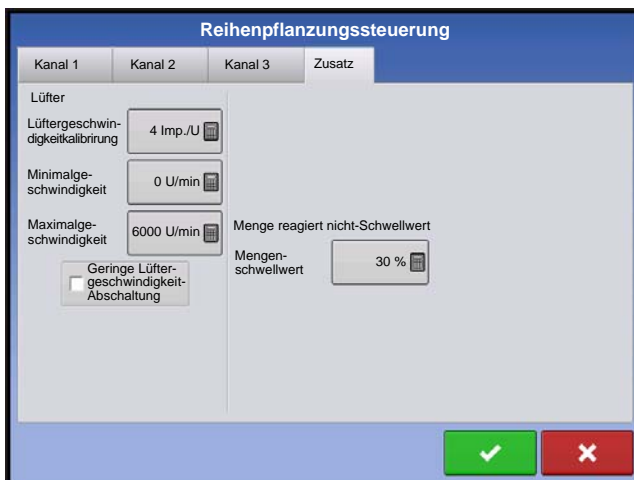 Reihenpflanzungssteuerung
Kanal 1
Kanal 2
Kanal 3
Zusatz
Lüfter
Lüftergeschwin-
digkeitkalibrirung
4 Imp./U
Minimalge-
schwindigkeit
0 U/min
Maximalge-
schwindigkeit
6000 U/min
Geringe Lüfter-
geschwindigkeit-
Abschaltung
Menge reagiert nicht-Schwellwert
Mengen-
schwellwert
30 %